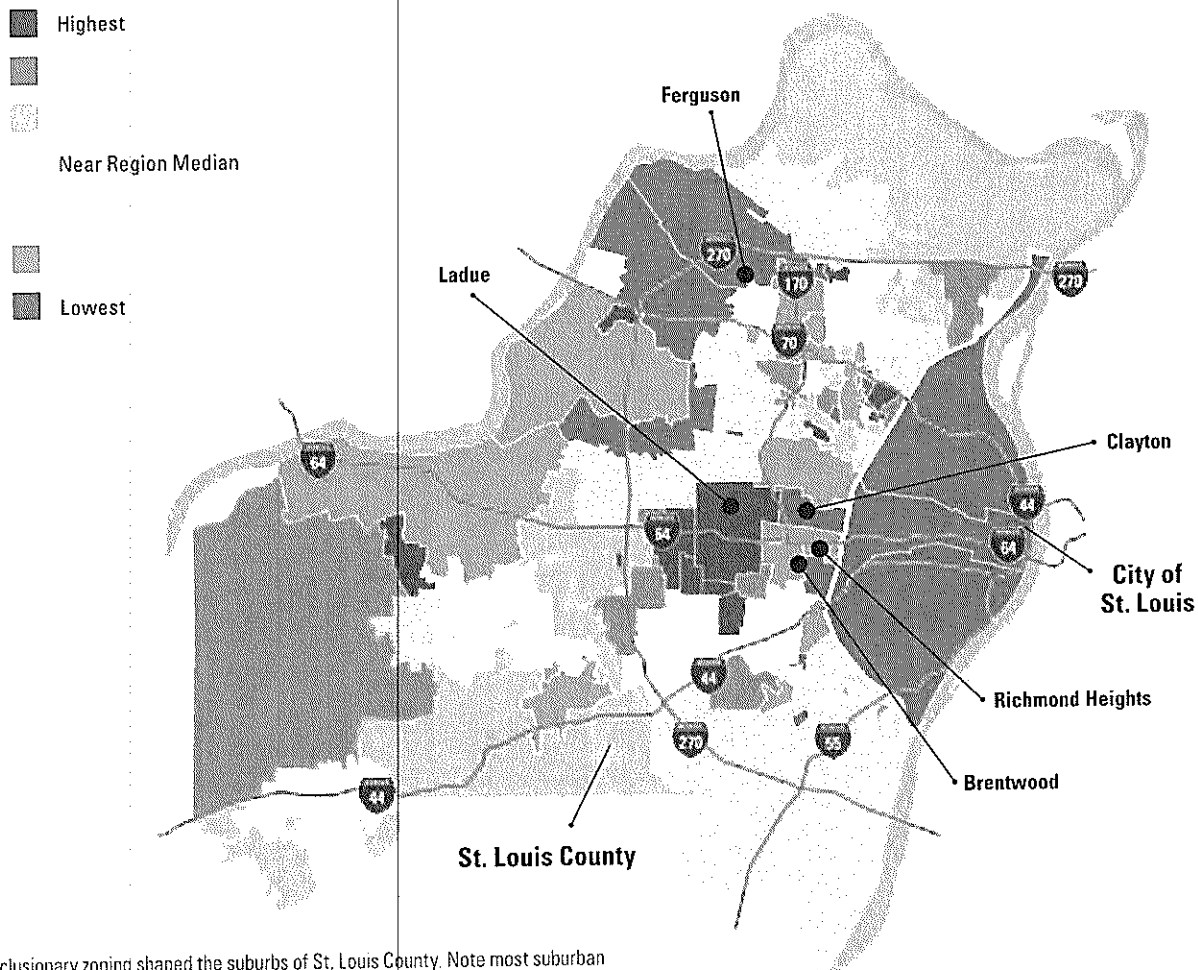 Highest
Near Region Median
Lowest
Ferguson
270
170
270
Ladue
70
64
Clayton
44
64
64
City of
St. Louis
44
Richmond Heights
270
55
Brentwood
44
St. Louis County
clusionary zoning shaped the suburbs of St. Louis County. Note most suburban